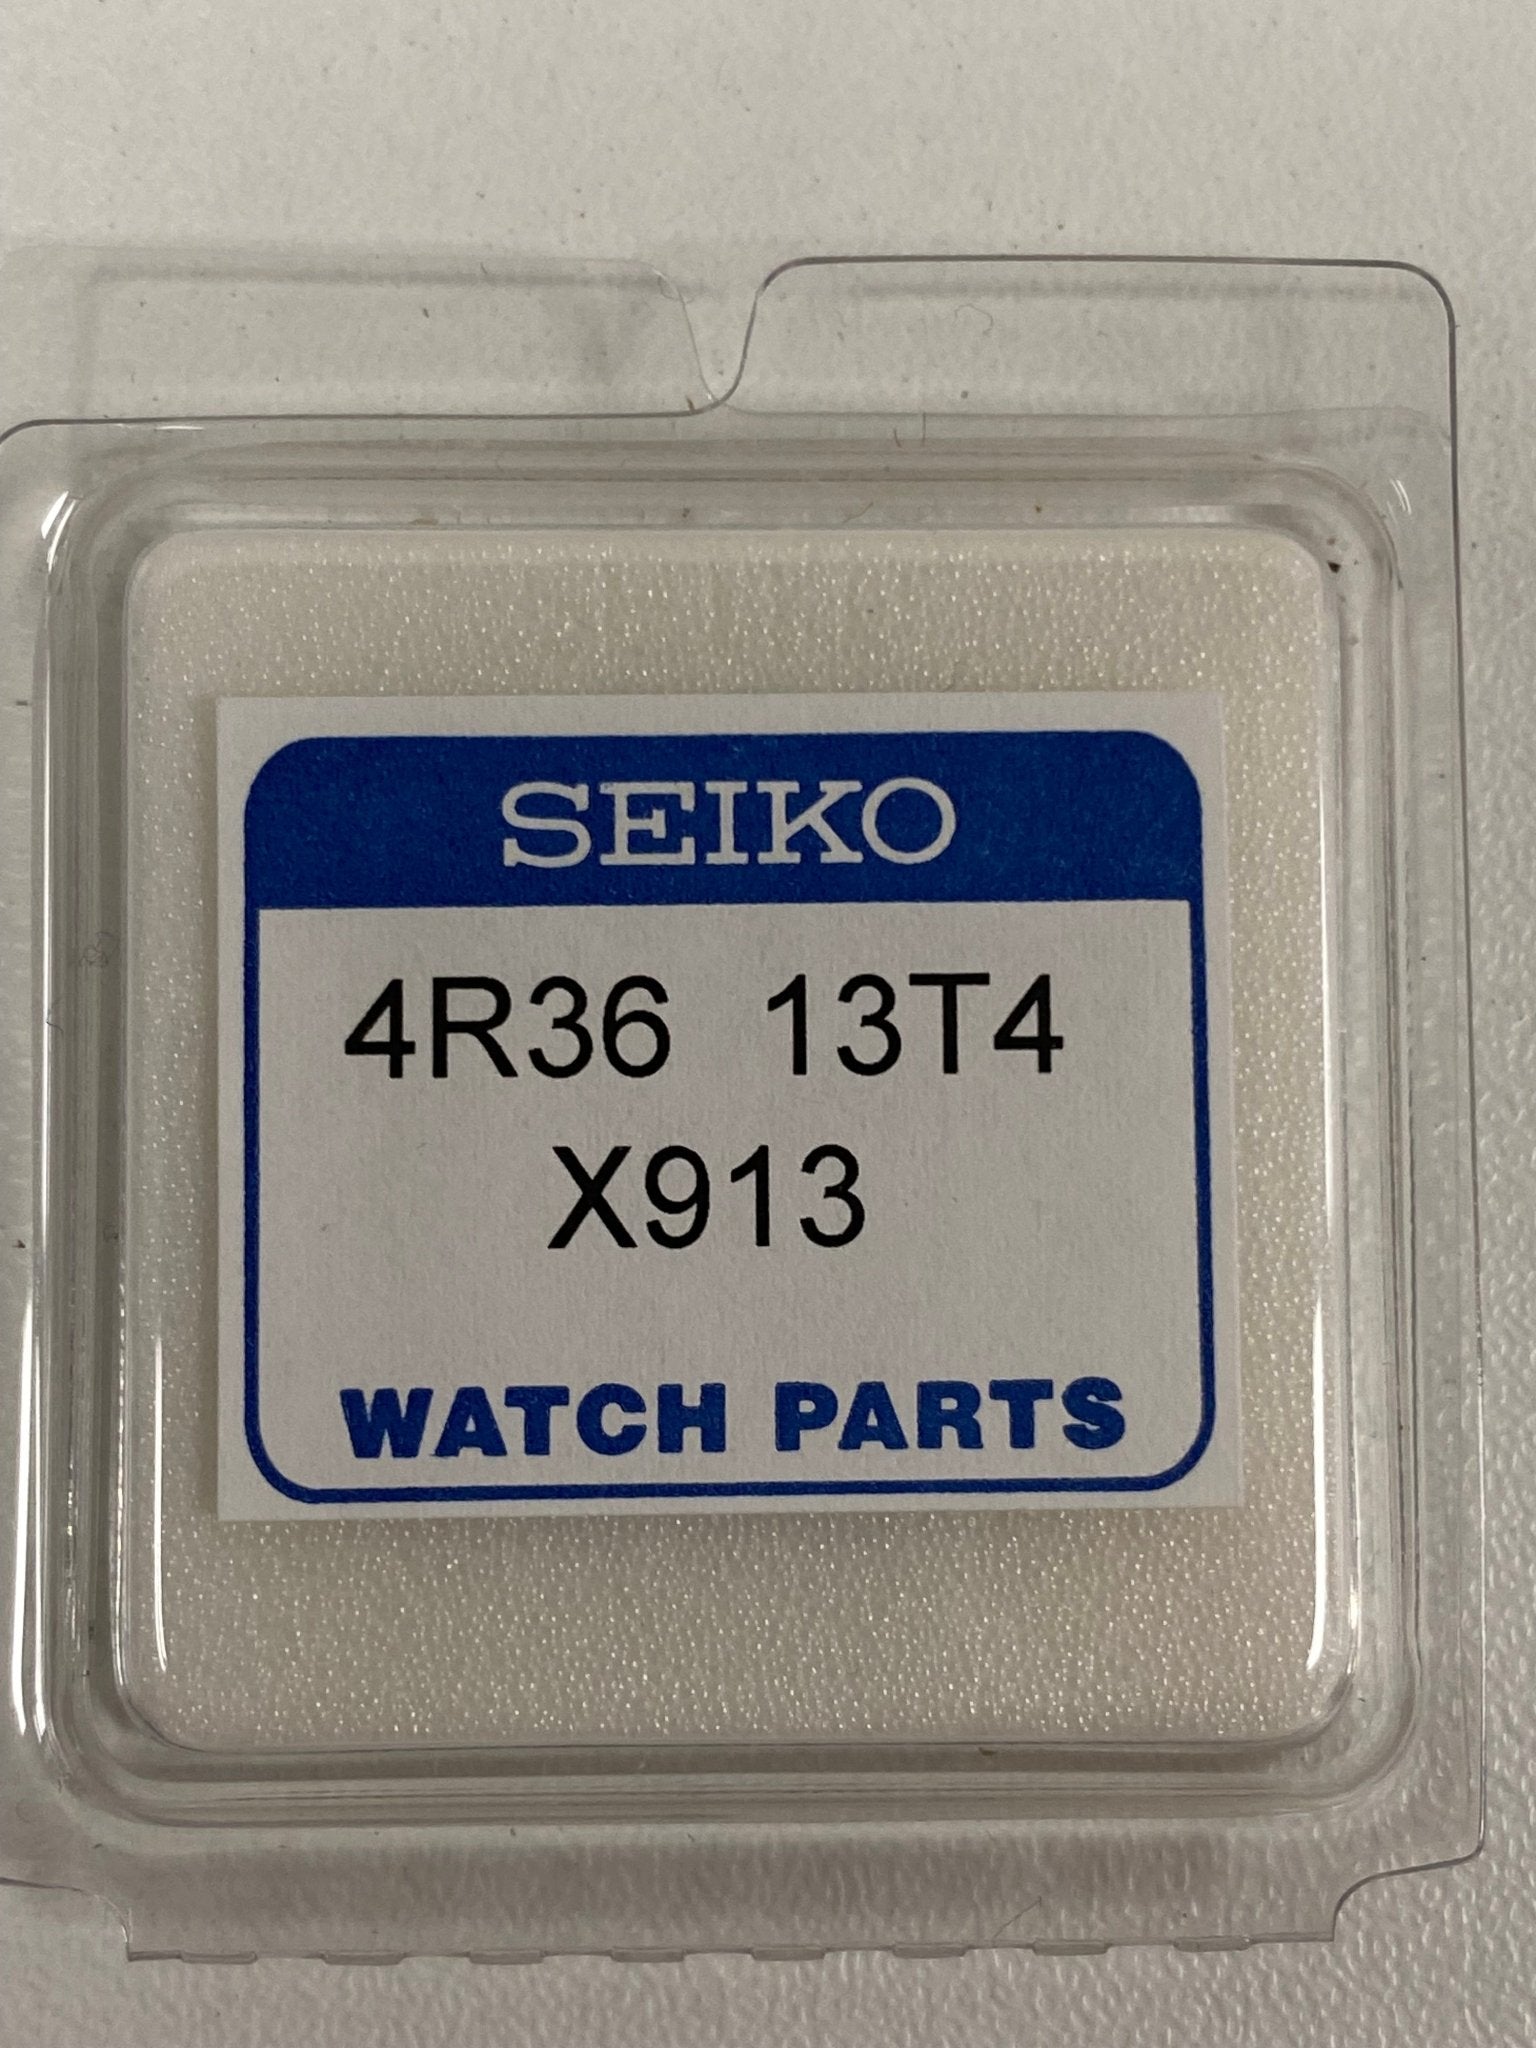 SEIKO
4R36 13T4
X913
WATCH PARTS